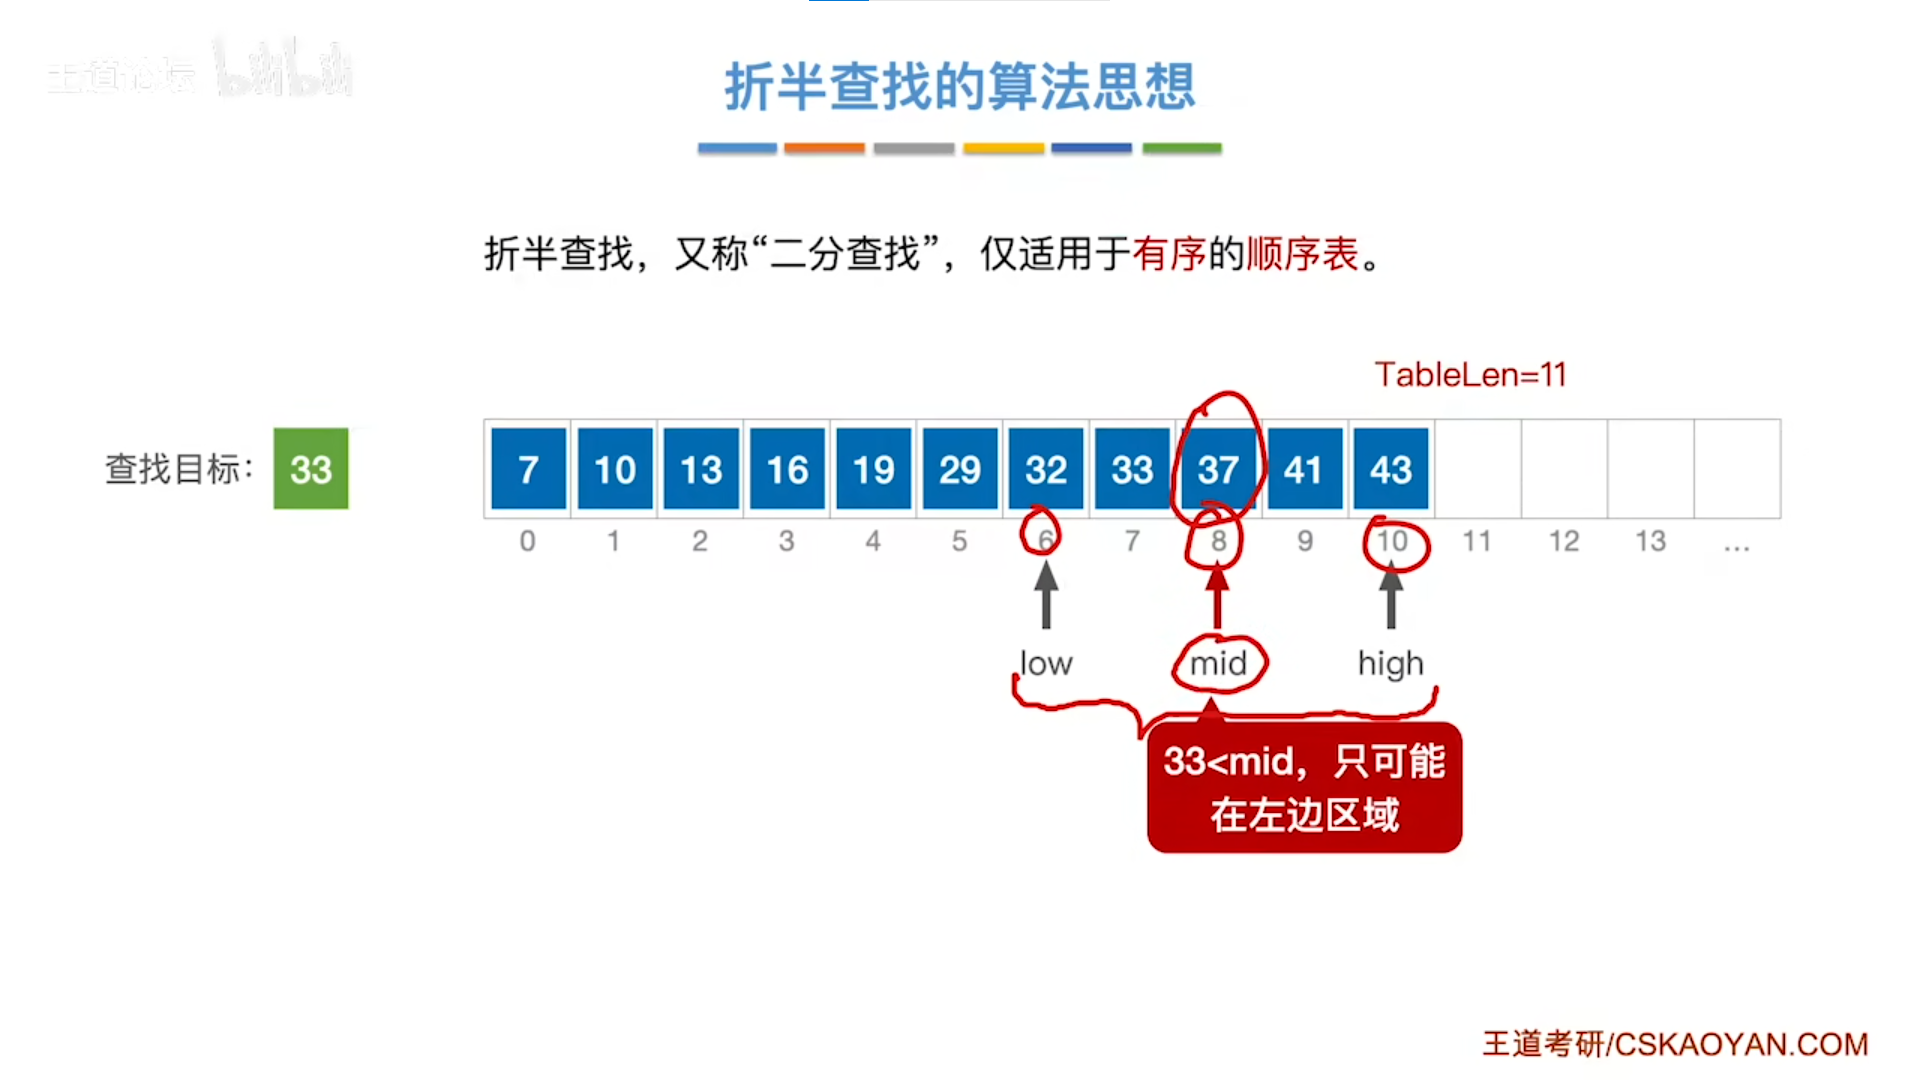 王道论坛 bilibili
折半查找的算法思想
折半查找，又称“二分查找”，仅适用于有序的顺序表。
TableLen=11
查找目标： 33 7 10 13 16 19 29 32 33 37 41 43
0 1 2 3 4 5 6 7 8 9 10 11 12 13 ...
low mid high
33<mid，只可能
在左边区域
王道考研/CSKAOYAN.COM